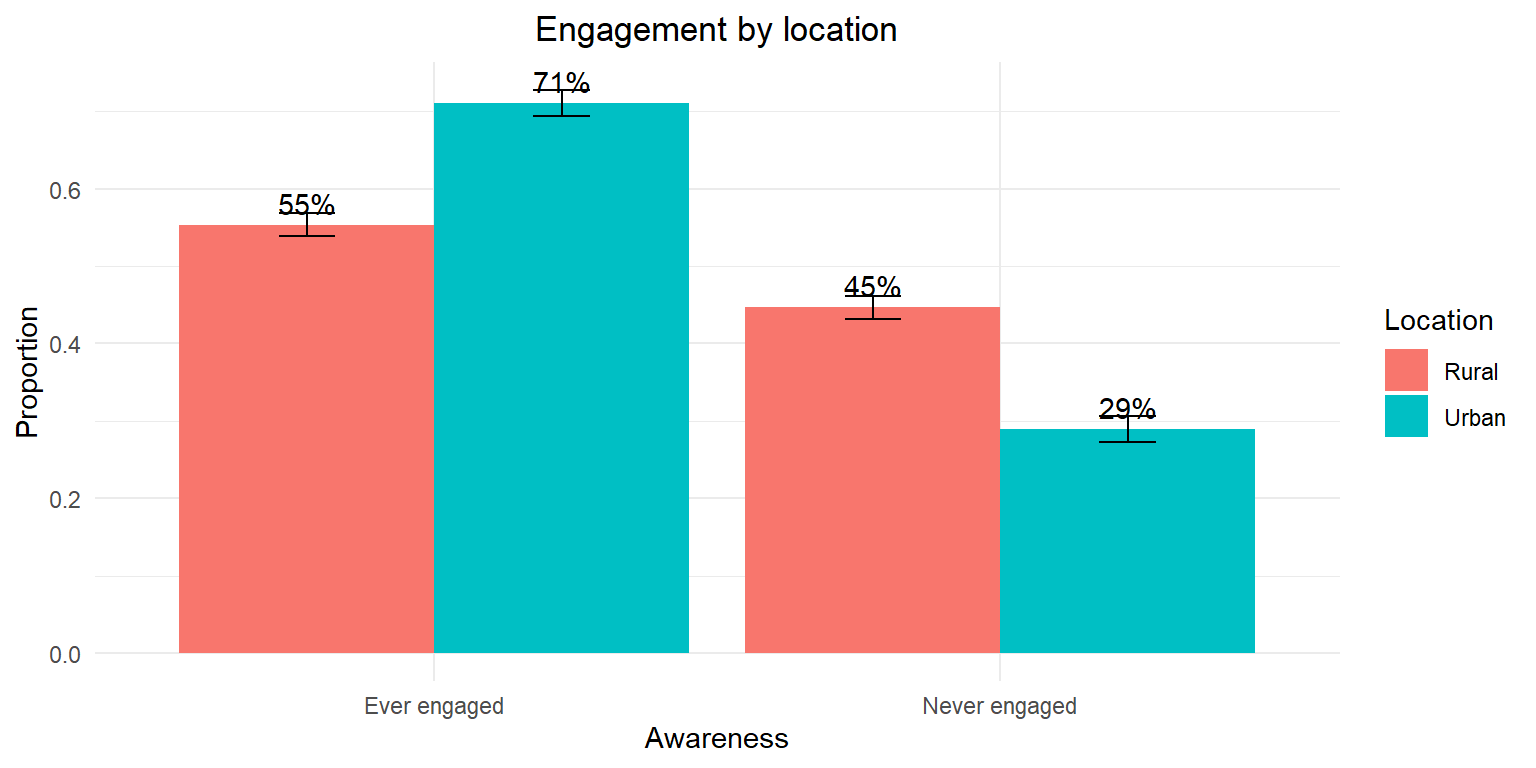 Engagement by location
71%
55%
45%
29%
0.6
0.4
0.2
0.0
Proportion
Ever engaged
Never engaged
Awareness
Location
Rural
Urban